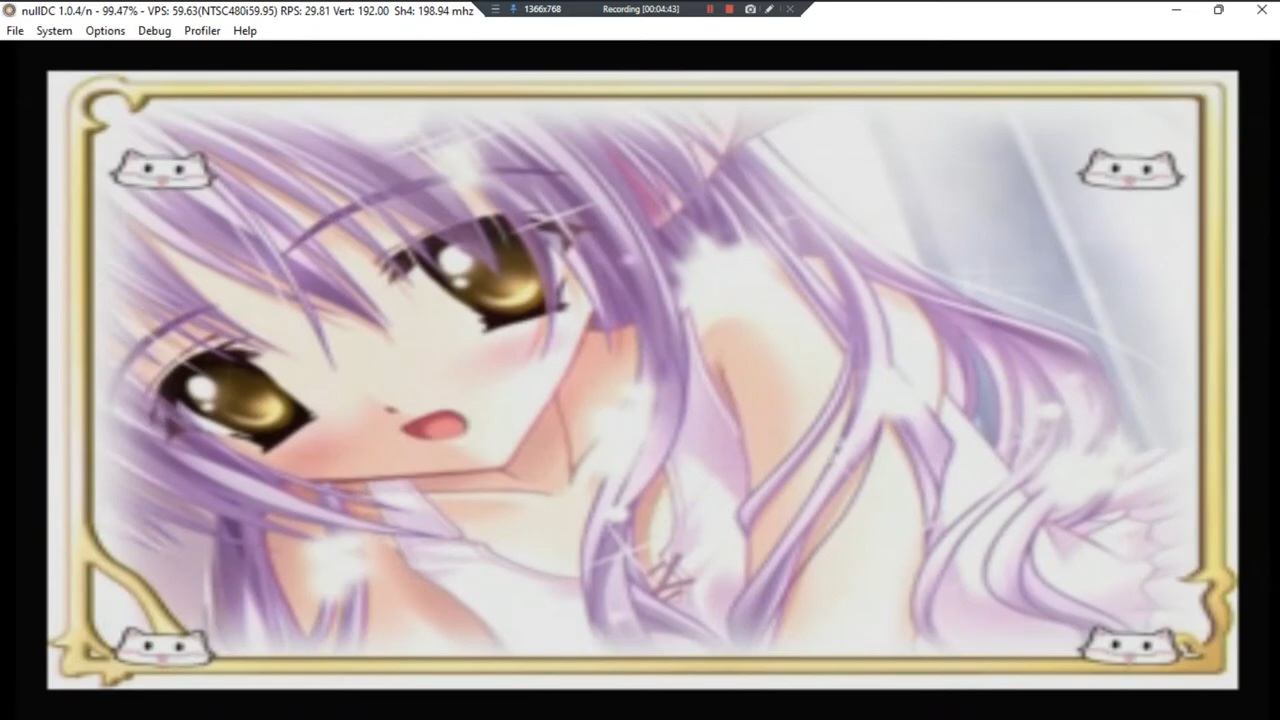 nullDC 1.0.4/n - 99.47% - VPS: 59.63(NTSC480i59.95) RPS: 29.81 Vert: 192.00 Sh4: 198.94 mhz
1366x768
Recording [00:04:43]
File System Options Debug Profiler Help